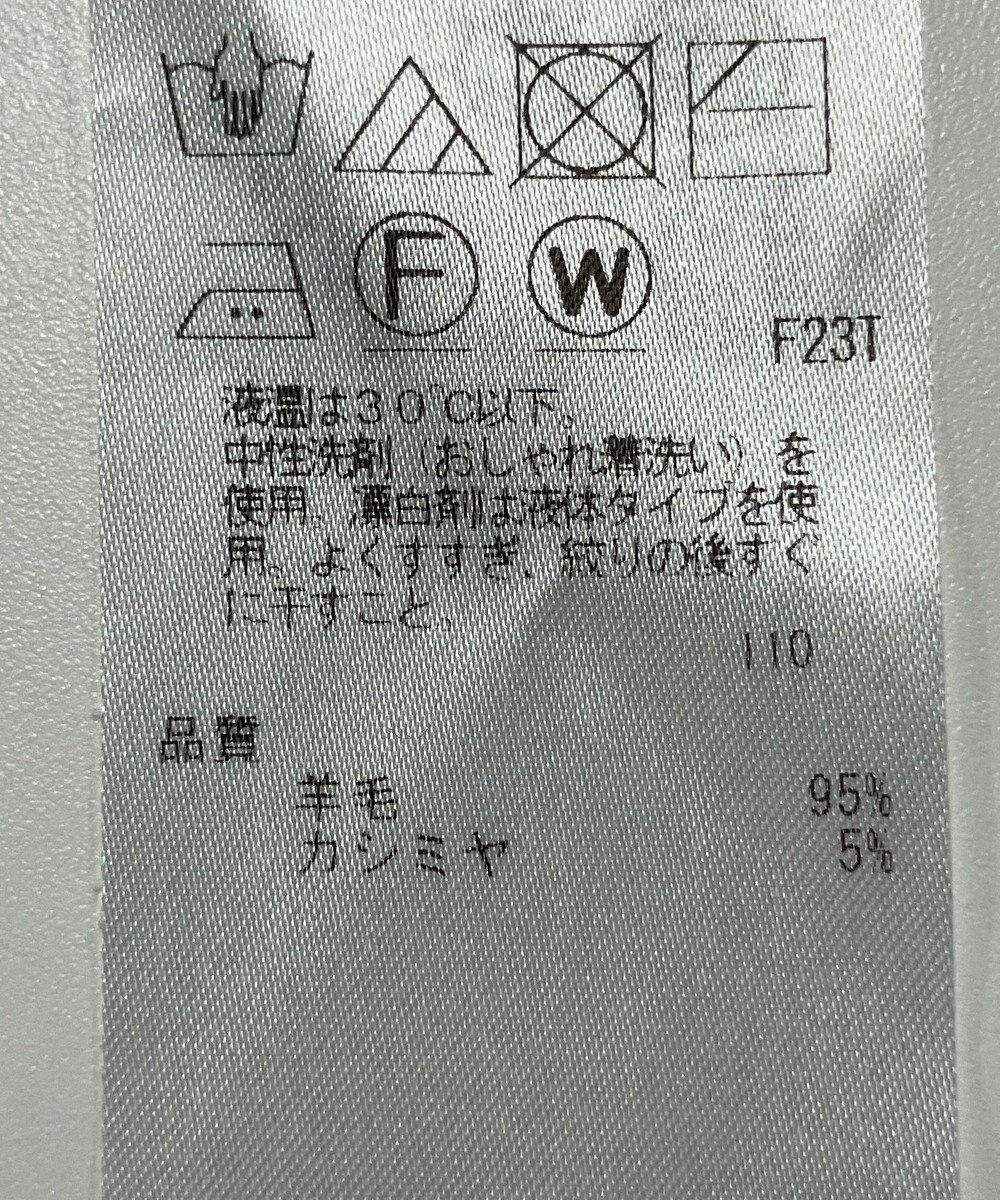 F W
F23T
液温は30℃以下。
中性洗剤(おしゃれ着洗い)を
使用。漂白剤は液体タイプを使
用。よくすすぎ、絞りの後すぐ
に干すこと。
110
品質
羊毛 95%
カシミヤ 5%